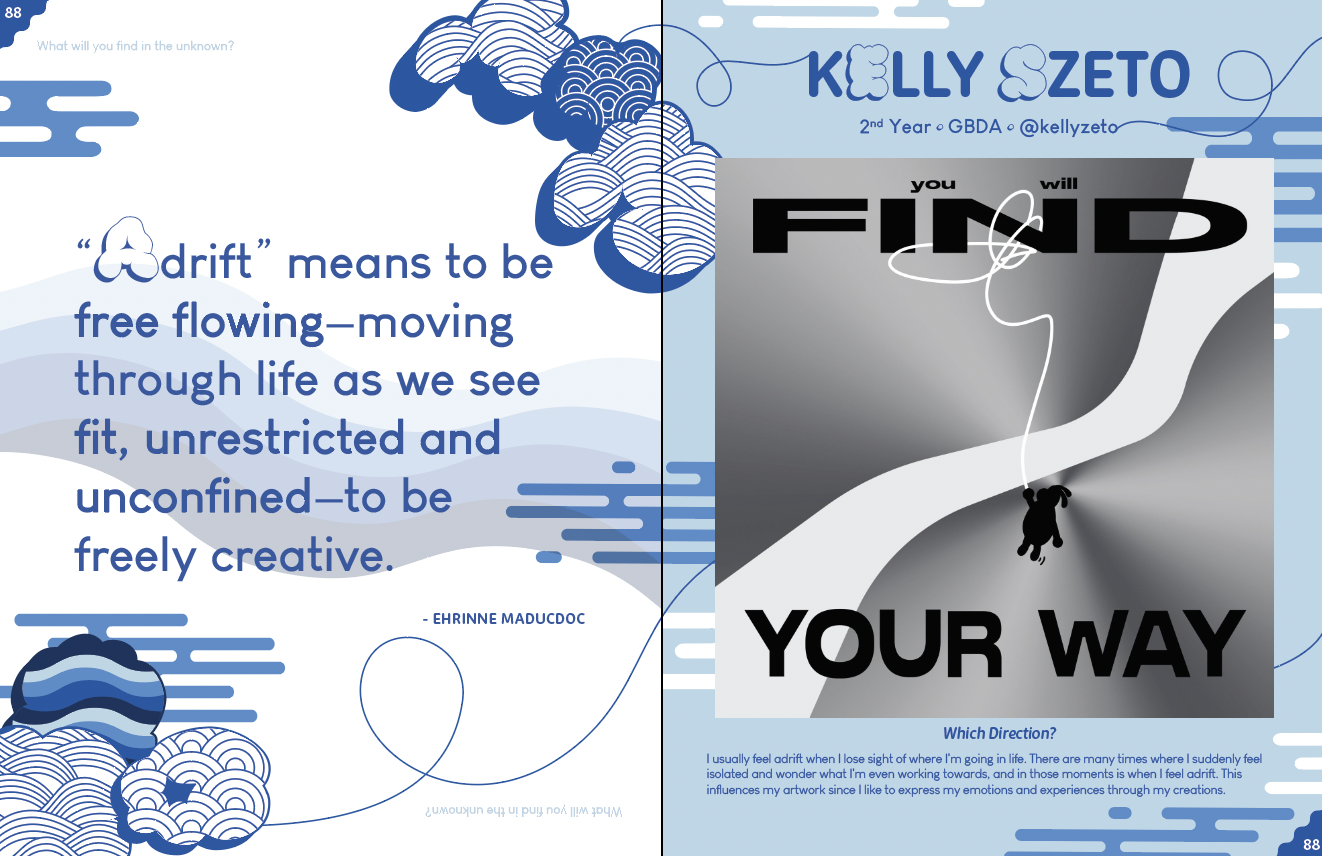 88
What will you find in the unknown?
“Adrift” means to be
free flowing—moving
through life as we see
fit, unrestricted and
unconfined—to be
freely creative.
- EHRINNE MADUCDOC
What will you find in the unknown?
KELLY SZETO
2nd Year • GBDA • @kellyzeto
you will
FIND
YOUR WAY
Which Direction?
I usually feel adrift when I lose sight of where I'm going in life. There are many times where I suddenly feel
isolated and wonder what I'm even working towards, and in those moments is when I feel adrift. This
influences my artwork since I like to express my emotions and experiences through my creations.
88